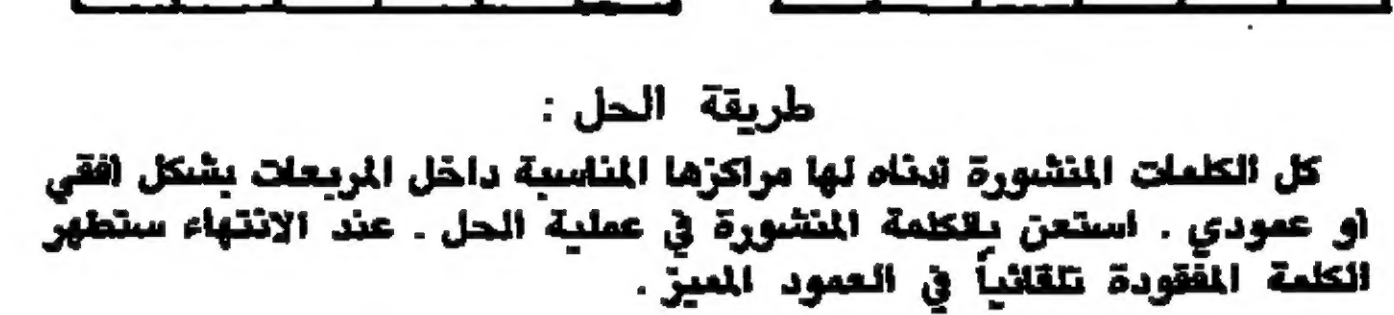 طريقة الحل :
كل الكلمات المنشورة ادناه لها مراكزها المناسبة داخل المربعات بشكل افقي
او عمودي . استعن بالكلمة المنشورة في عملية الحل . عند الانتهاء ستظهر
الكلمة المفقودة تلقائياً في العمود المميز .